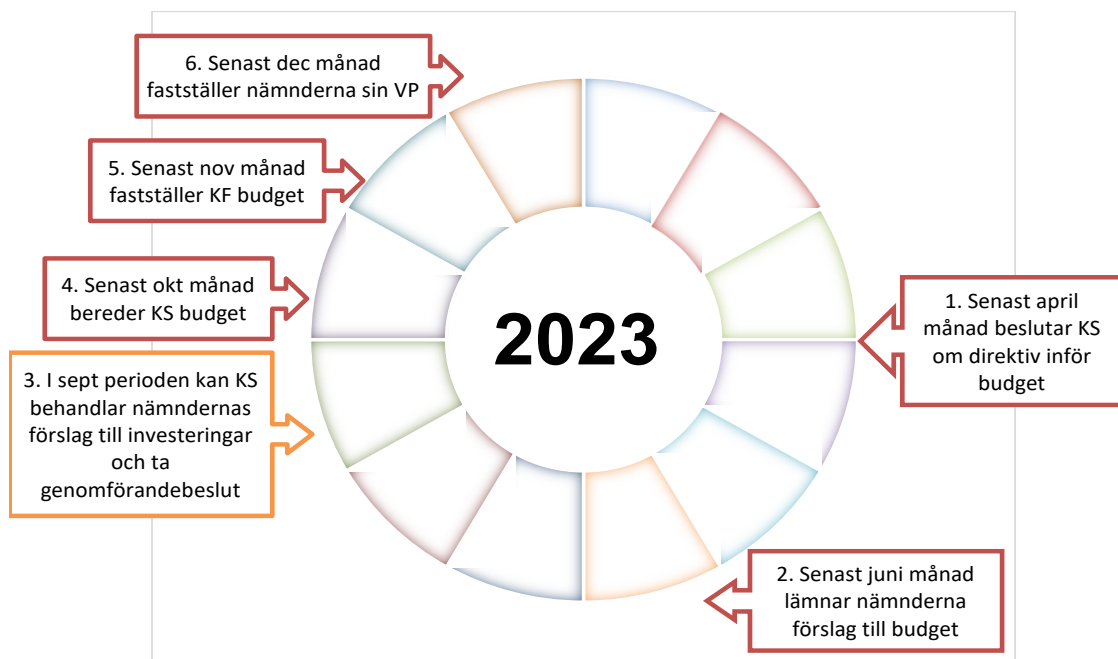 2023
1. Senast april
månad beslutar KS
om direktiv inför
budget
2. Senast juni månad
lämnar nämnderna
förslag till budget
3. I sept perioden kan KS
behandlar nämndernas
förslag till investeringar
och ta
genomförandebeslut
4. Senast okt månad
bereder KS budget
5. Senast nov månad
fastställer KF budget
6. Senast dec månad
fastställer nämnderna sin VP